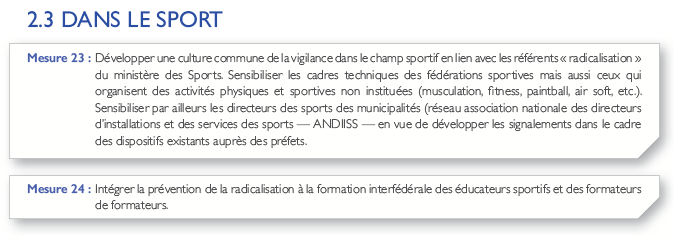 2.3 DANS LE SPORT
Mesure 23 : Développer une culture commune de la vigilance dans le champ sportif en lien avec les référents « radicalisation »
du ministère des Sports. Sensibiliser les cadres techniques des fédérations sportives mais aussi ceux qui
organisent des activités physiques et sportives non instituées (musculation, fitness, paintball, air soft, etc.).
Sensibiliser par ailleurs les directeurs des sports des municipalités (réseau association nationale des directeurs
d'installations et des services des sports — ANDIISS — en vue de développer les signalements dans le cadre
des dispositifs existants auprès des préfets.
Mesure 24 : Intégrer la prévention de la radicalisation à la formation interfédérale des éducateurs sportifs et des formateurs
de formateurs.